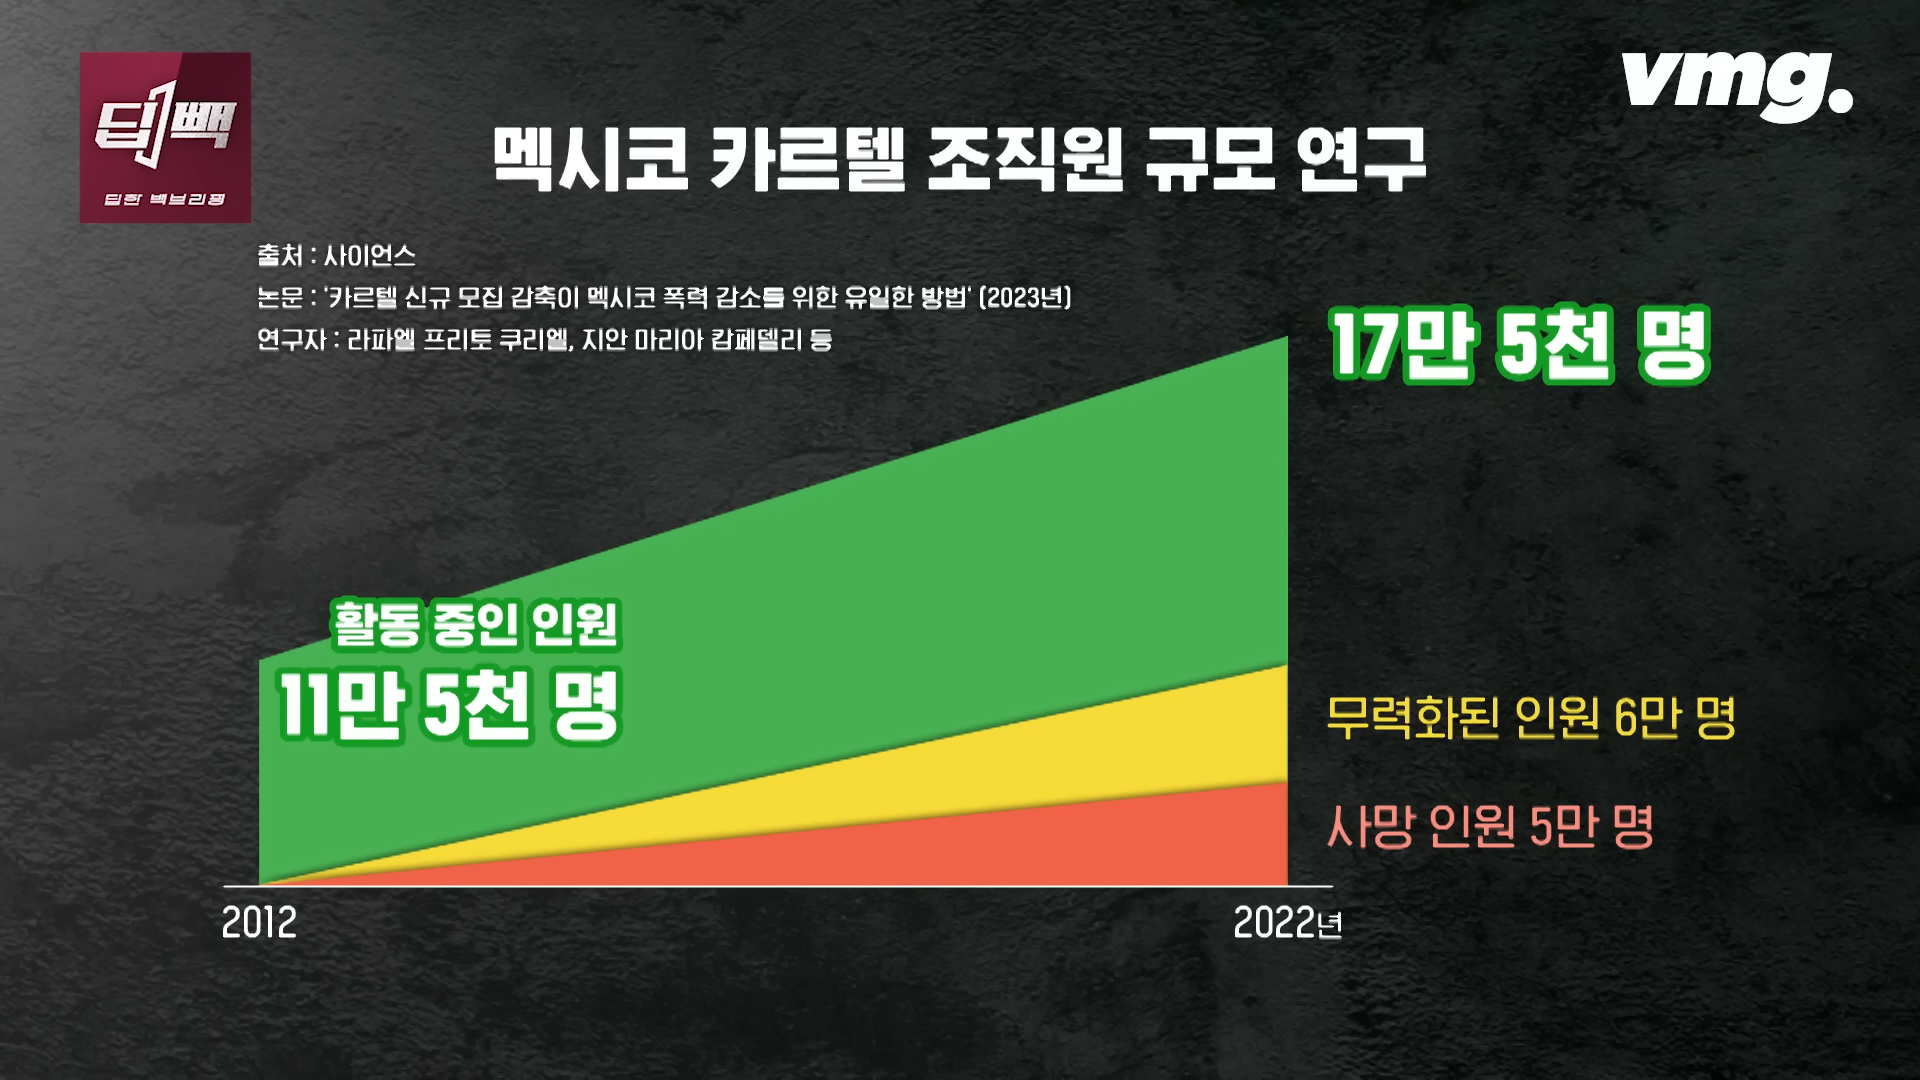 딥빽
딥한 백브리핑
vmg.
멕시코 카르텔 조직원 규모 연구
출처 : 사이언스
논문 : '카르텔 신규 모집 감축이 멕시코 폭력 감소를 위한 유일한 방법' (2023년)
연구자 : 라파엘 프리토 쿠리엘, 지안 마리아 캄페델리 등
17만 5천 명
활동 중인 인원
11만 5천 명
무력화된 인원 6만 명
사망 인원 5만 명
2012
2022년